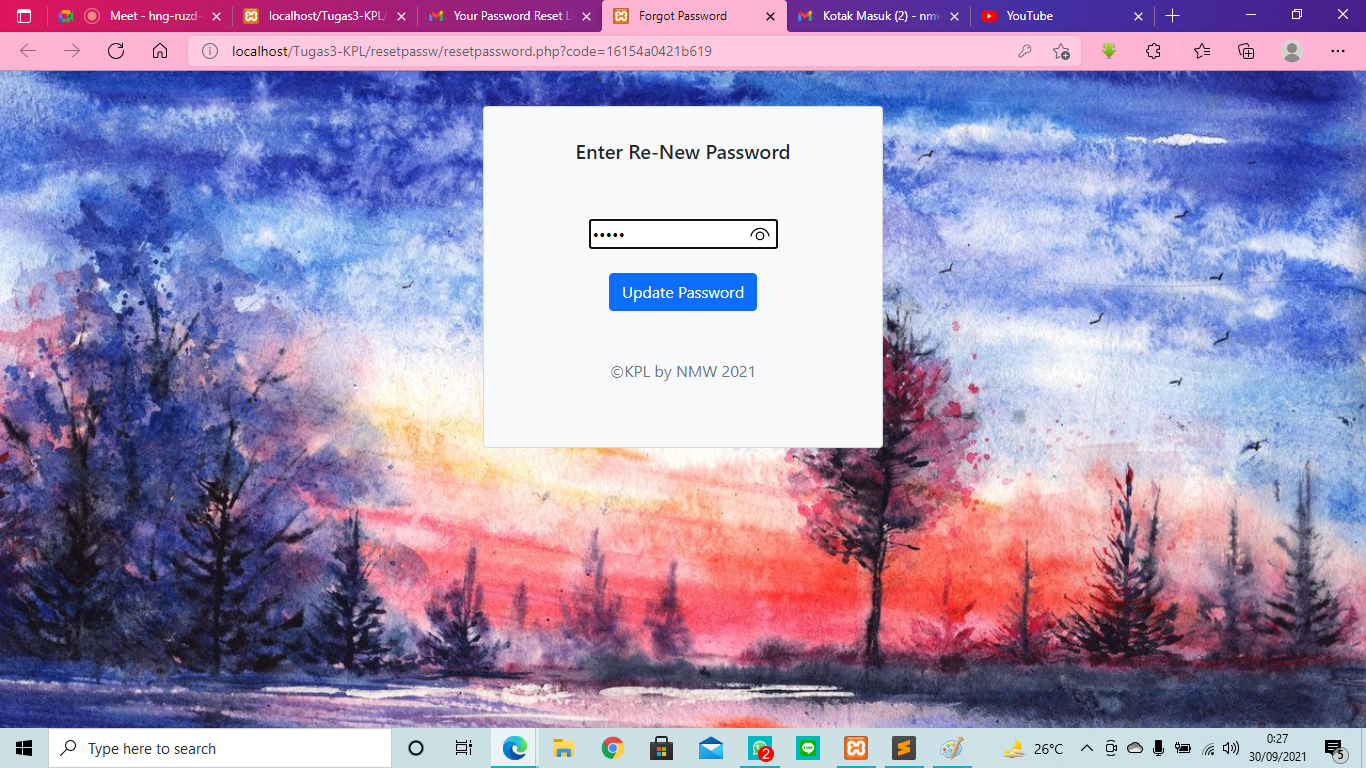 Meet - hng-ruzd-
localhost/Tugas3-KPL/
Your Password Reset L
Forgot Password
Kotak Masuk (2) - nmw
YouTube
localhost/Tugas3-KPL/resetpassw/resetpassword.php?code=16154a0421b619
Enter Re-New Password
Update Password
©KPL by NMW 2021
Type here to search
2
26°C
0:27
30/09/2021
5